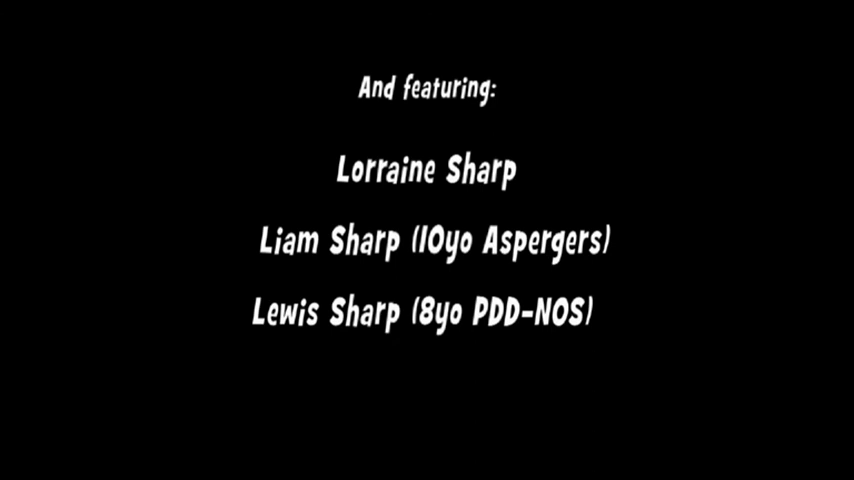 And featuring:
Lorraine Sharp
Liam Sharp (10yo Aspergers)
Lewis Sharp (8yo PDD-NOS)